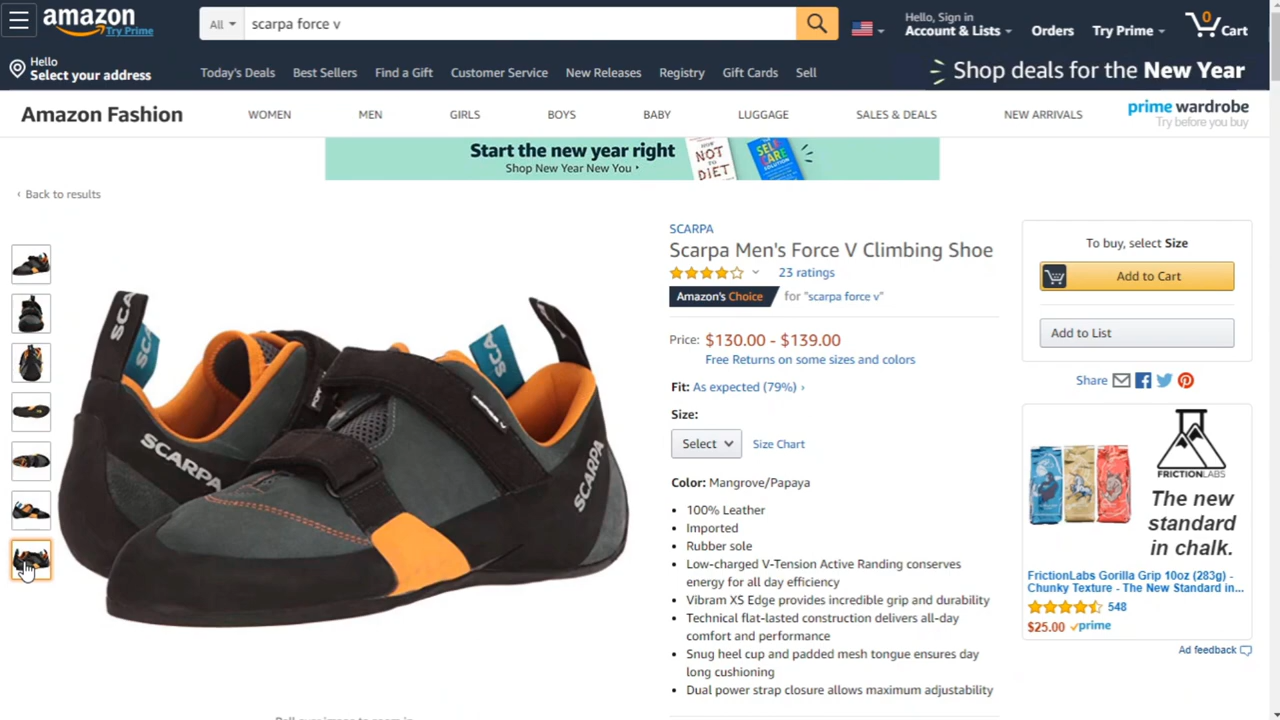 amazon
Try Prime
All
scarpa force v
Hello, Sign in
Account & Lists
Orders
Try Prime
0
Cart
Hello
Select your address
Today's Deals
Best Sellers
Find a Gift
Customer Service
New Releases
Registry
Gift Cards
Sell
Shop deals for the New Year
Amazon Fashion
WOMEN
MEN
GIRLS
BOYS
BABY
LUGGAGE
SALES & DEALS
NEW ARRIVALS
prime wardrobe
Try before you buy
Start the new year right
Shop New Year New You ›
NOT
TO
DIET
SELF
CARE
SOLUTION
‹ Back to results
SCARPA
SCARPA
SCARPA
Scarpa Men's Force V Climbing Shoe
23 ratings
Amazon's Choice for "scarpa force v"
Price: $130.00 - $139.00
Free Returns on some sizes and colors
Fit: As expected (79%) ›
Size:
Select
Size Chart
Color: Mangrove/Papaya
• 100% Leather
• Imported
• Rubber sole
• Low-charged V-Tension Active Randing conserves
energy for all day efficiency
• Vibram XS Edge provides incredible grip and durability
• Technical flat-lasted construction delivers all-day
comfort and performance
• Snug heel cup and padded mesh tongue ensures day
long cushioning
• Dual power strap closure allows maximum adjustability
To buy, select Size
Add to Cart
Add to List
Share
FRICTIONLABS
The new
standard
in chalk.
FrictionLabs Gorilla Grip 10oz (283g) -
Chunky Texture - The New Standard in...
548
$25.00 prime
Ad feedback